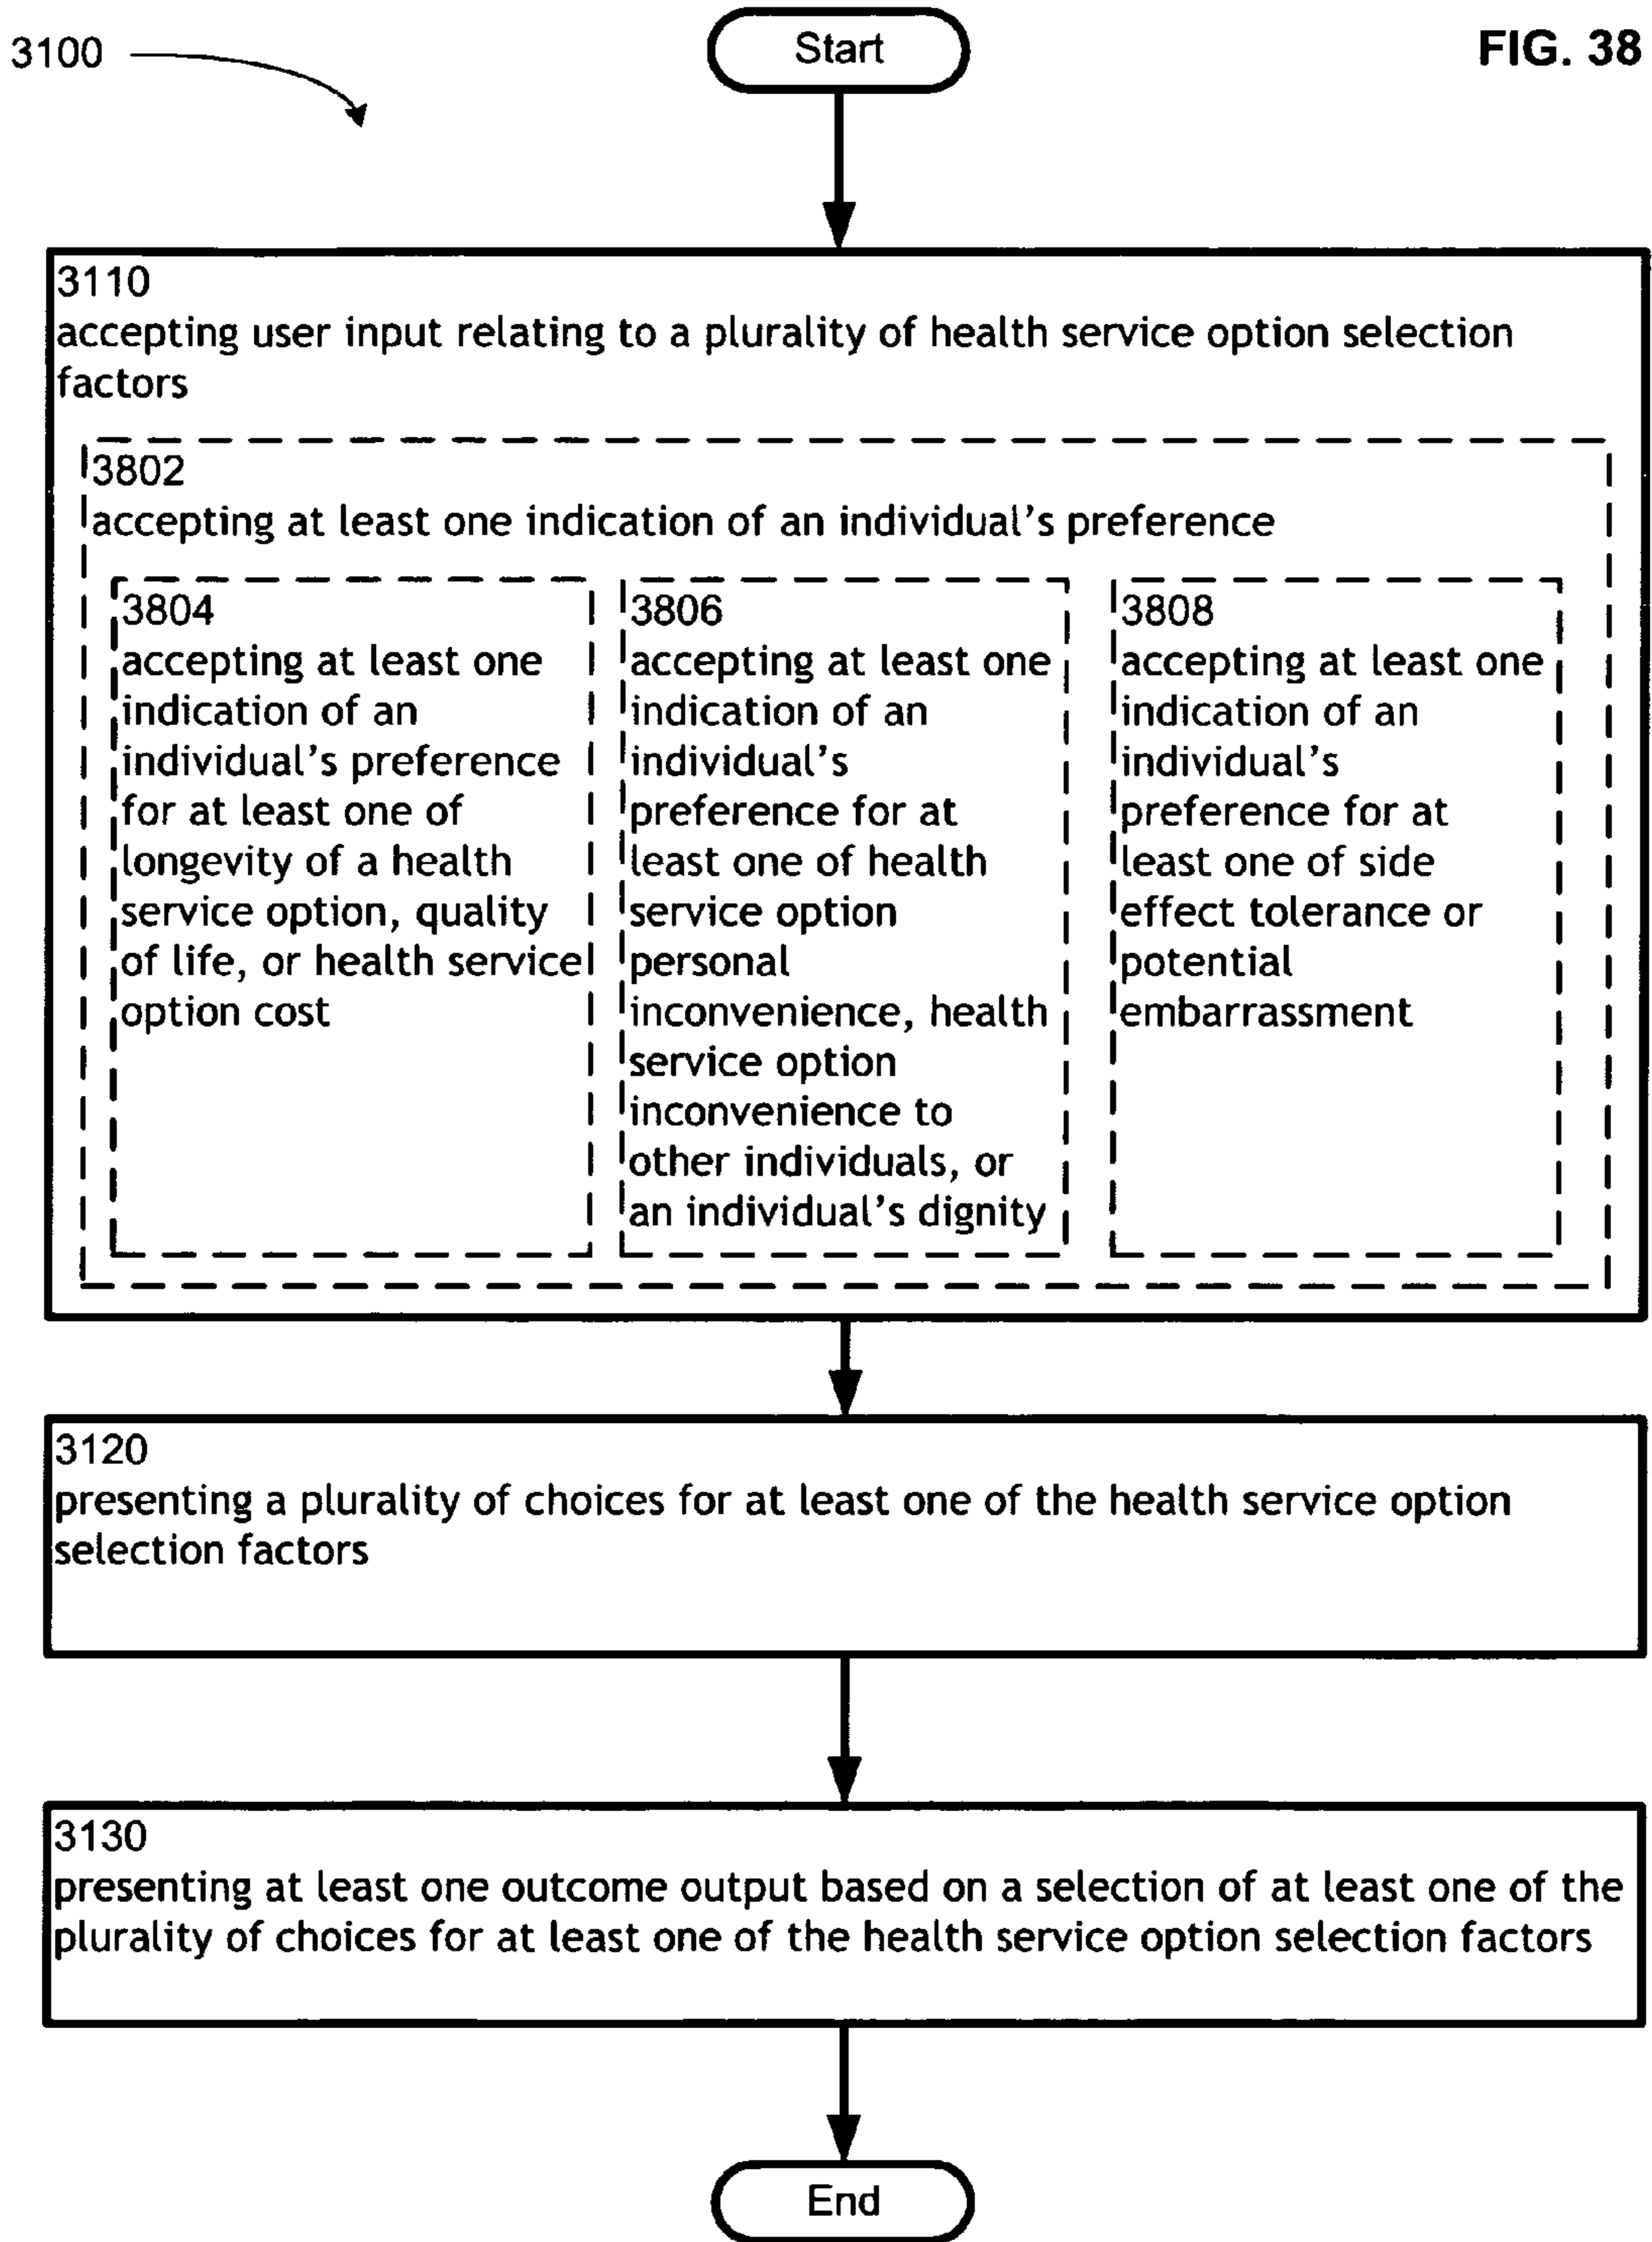 3100
Start
FIG. 38
3110
accepting user input relating to a plurality of health service option selection
factors
3802
accepting at least one indication of an individual's preference
3804
accepting at least one
indication of an
individual's preference
for at least one of
longevity of a health
service option, quality
of life, or health service
option cost
3806
accepting at least one
indication of an
individual's
preference for at
least one of health
service option
personal
inconvenience, health
service option
inconvenience to
other individuals, or
an individual's dignity
3808
accepting at least one
indication of an
individual's
preference for at
least one of side
effect tolerance or
potential
embarrassment
3120
presenting a plurality of choices for at least one of the health service option
selection factors
3130
presenting at least one outcome output based on a selection of at least one of the
plurality of choices for at least one of the health service option selection factors
End